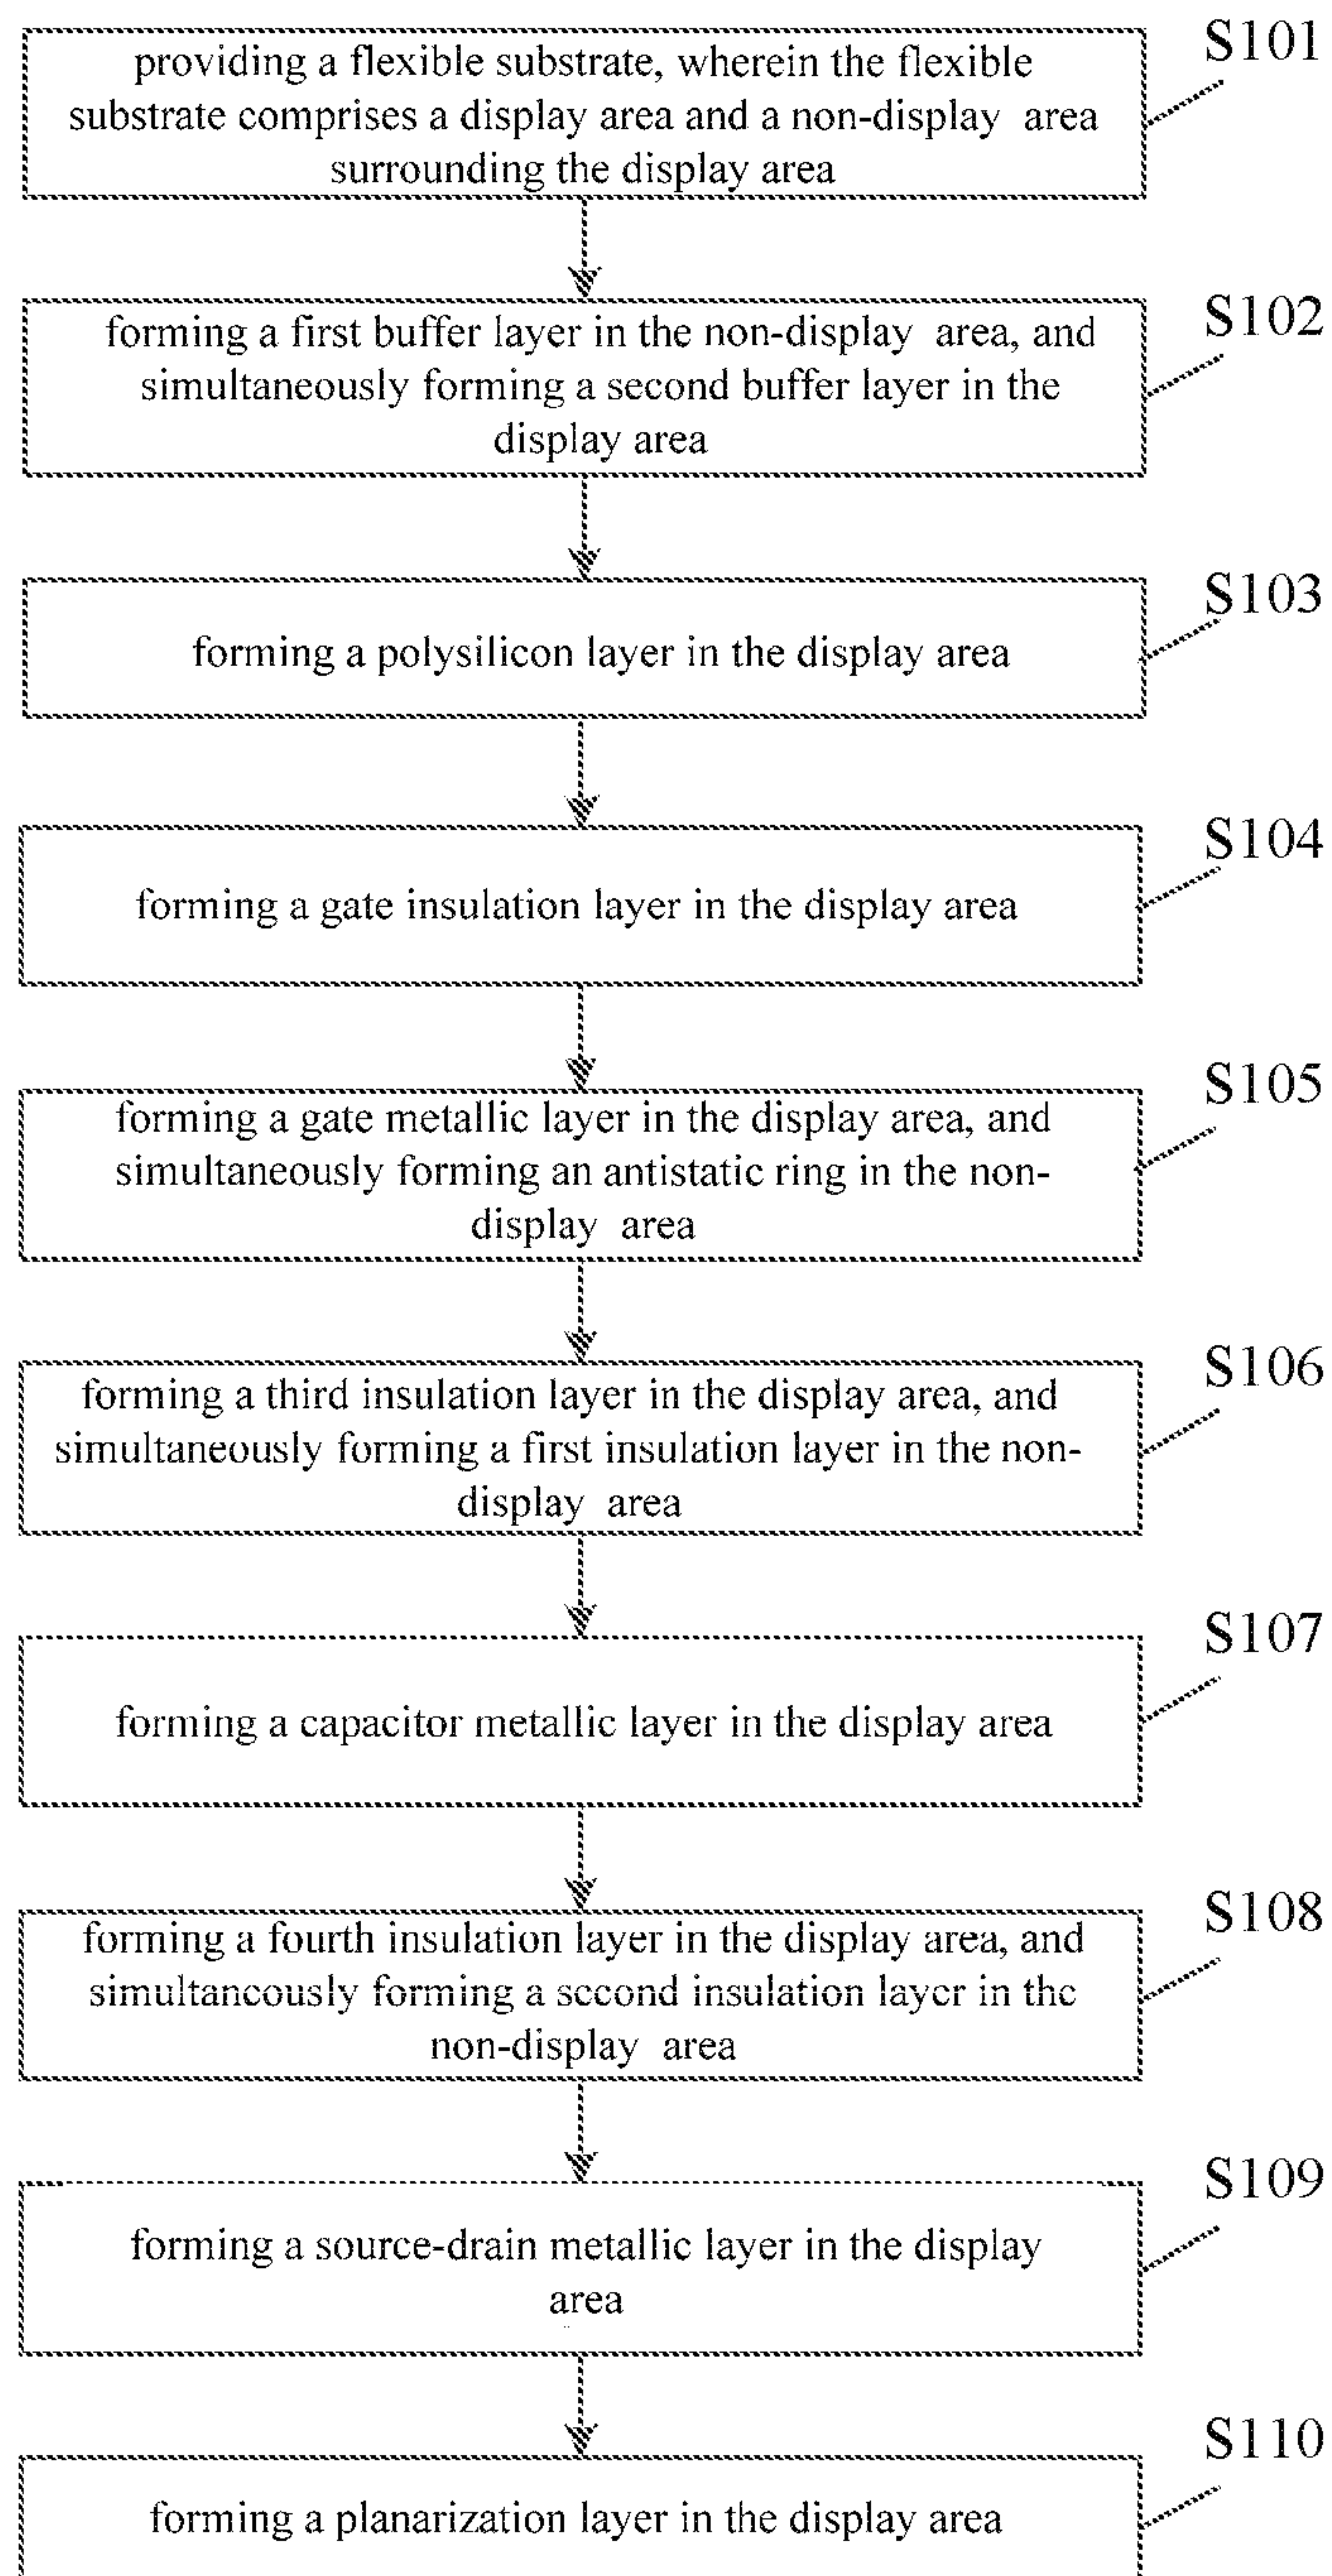 S101
providing a flexible substrate, wherein the flexible
substrate comprises a display area and a non-display area
surrounding the display area
S102
forming a first buffer layer in the non-display area, and
simultaneously forming a second buffer layer in the
display area
S103
forming a polysilicon layer in the display area
S104
forming a gate insulation layer in the display area
S105
forming a gate metallic layer in the display area, and
simultaneously forming an antistatic ring in the non-
display area
S106
forming a third insulation layer in the display area, and
simultaneously forming a first insulation layer in the non-
display area
S107
forming a capacitor metallic layer in the display area
S108
forming a fourth insulation layer in the display area, and
simultaneously forming a second insulation layer in the
non-display area
S109
forming a source-drain metallic layer in the display
area
S110
forming a planarization layer in the display area